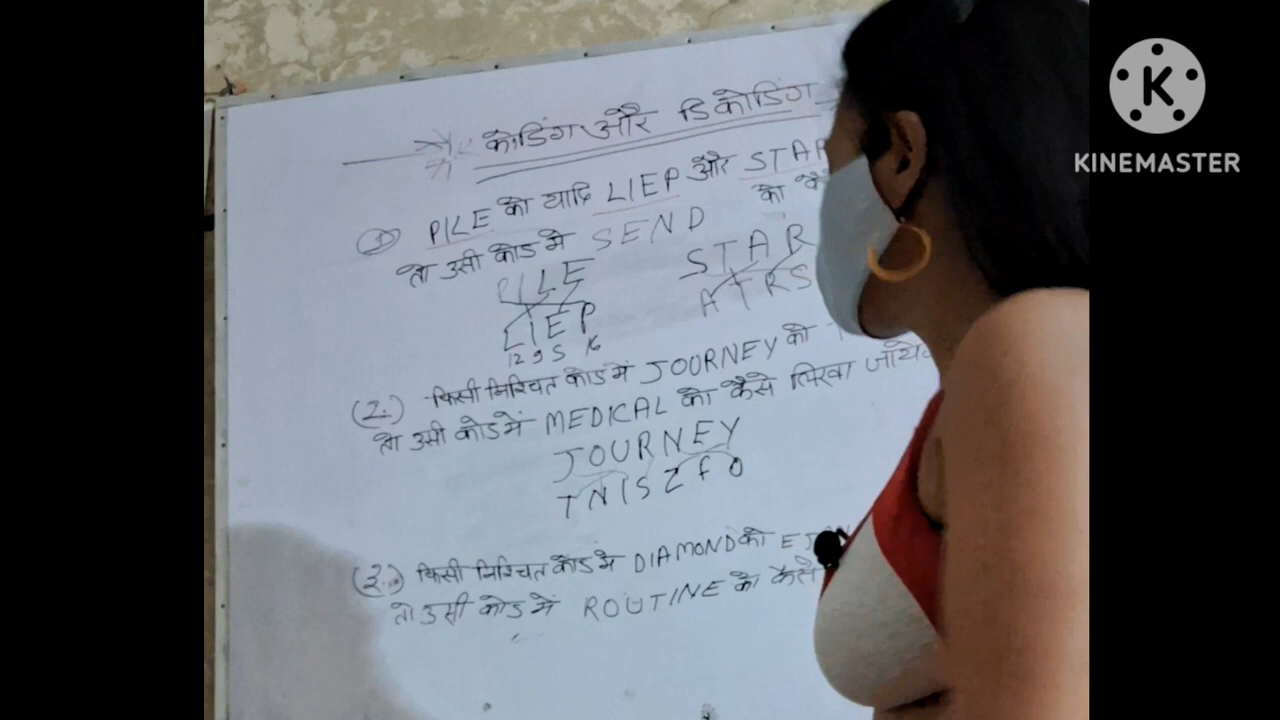 कोडिंग और डिकोडिंग
① PILE को यदि LIEP और STAR
तो उसी कोड मे SEND को
PILE STAR
LIEP ATRS
12 9 5 16
(2.) किसी निश्चित कोड में JOURNEY को
तो उसी कोड में MEDICAL को कैसे लिखा जाये
JOURNEY
TNISZFO
(3.) किसी निश्चित कोड मे DIAMOND को
तो उसी कोड में ROUTINE को कैसे
K
KINEMASTER